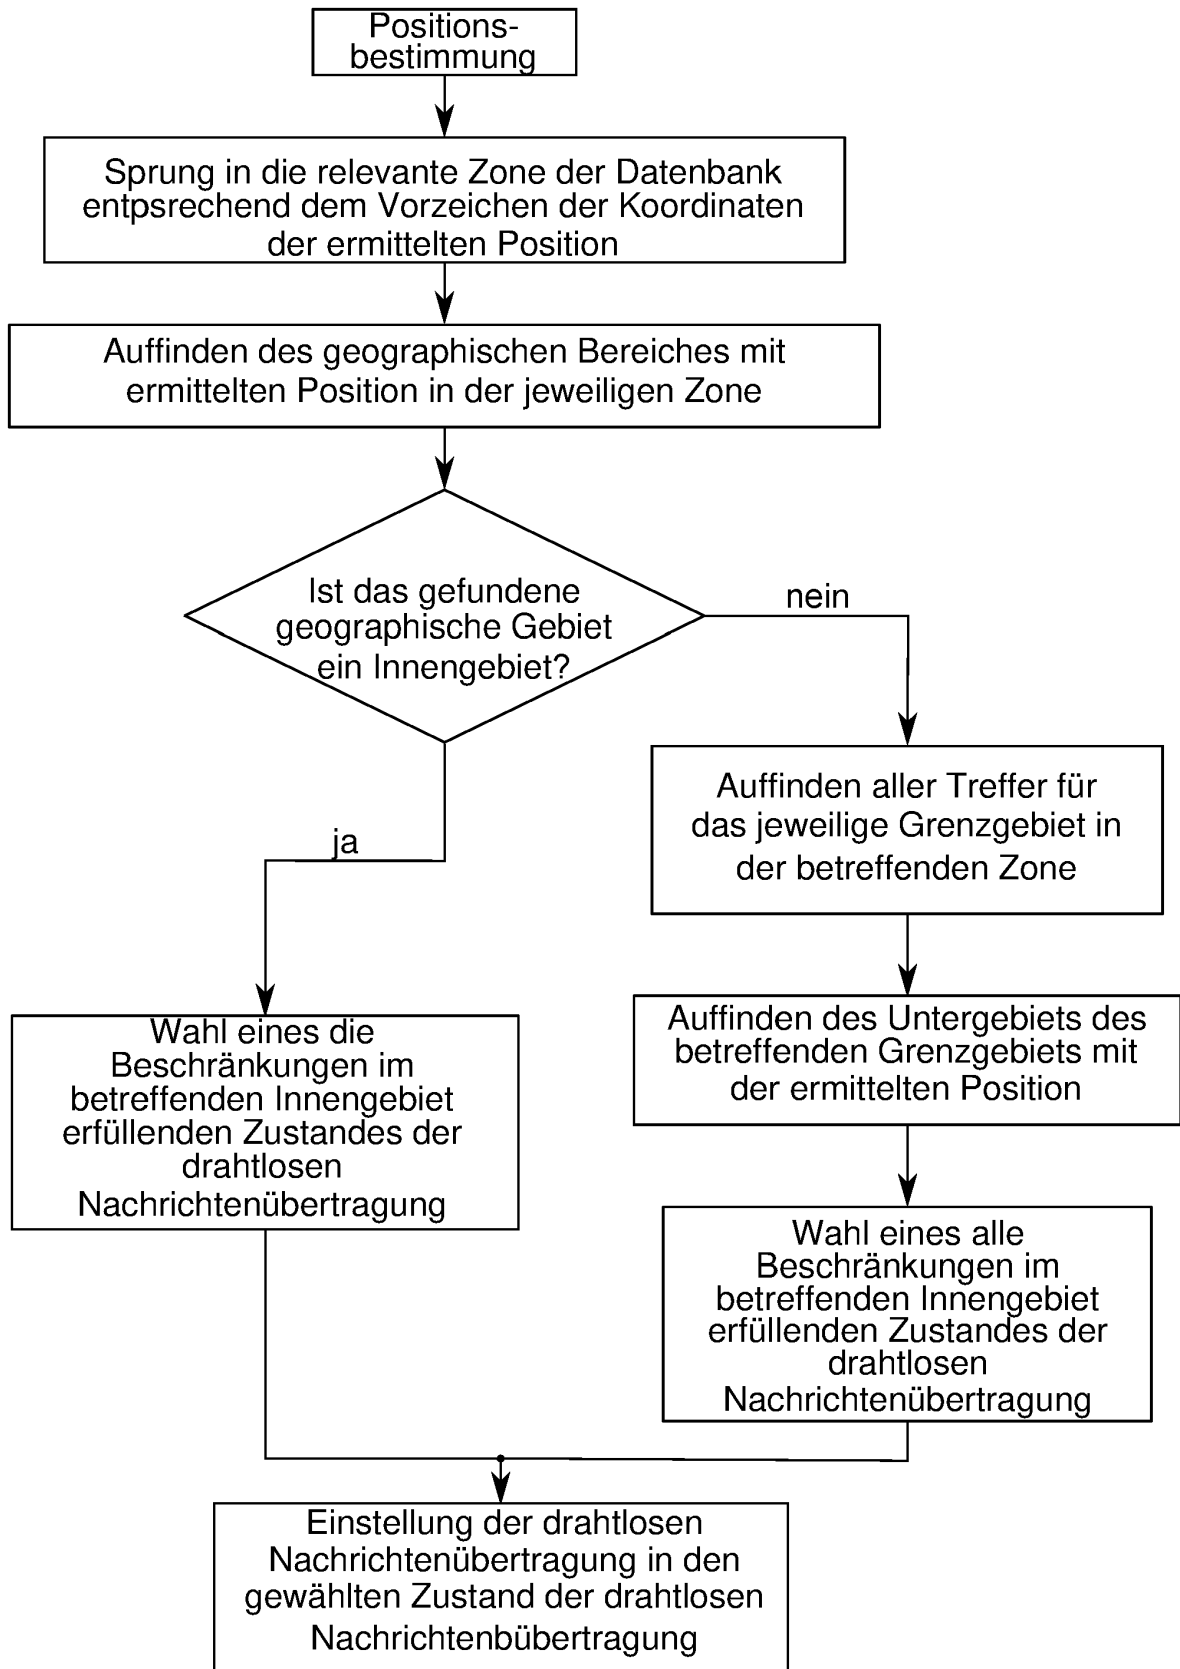 Positions-
bestimmung
Sprung in die relevante Zone der Datenbank
entpsrechend dem Vorzeichen der Koordinaten
der ermittelten Position
Auffinden des geographischen Bereiches mit
ermittelten Position in der jeweiligen Zone
Ist das gefundene
geographische Gebiet
ein Innengebiet?
nein
ja
Auffinden aller Treffer für
das jeweilige Grenzgebiet in
der betreffenden Zone
Auffinden des Untergebiets des
betreffenden Grenzgebiets mit
der ermittelten Position
Wahl eines die
Beschränkungen im
betreffenden Innengebiet
erfüllenden Zustandes der
drahtlosen
Nachrichtenübertragung
Wahl eines alle
Beschränkungen im
betreffenden Innengebiet
erfüllenden Zustandes der
drahtlosen
Nachrichtenübertragung
Einstellung der drahtlosen
Nachrichtenübertragung in den
gewählten Zustand der drahtlosen
Nachrichtenbübertragung